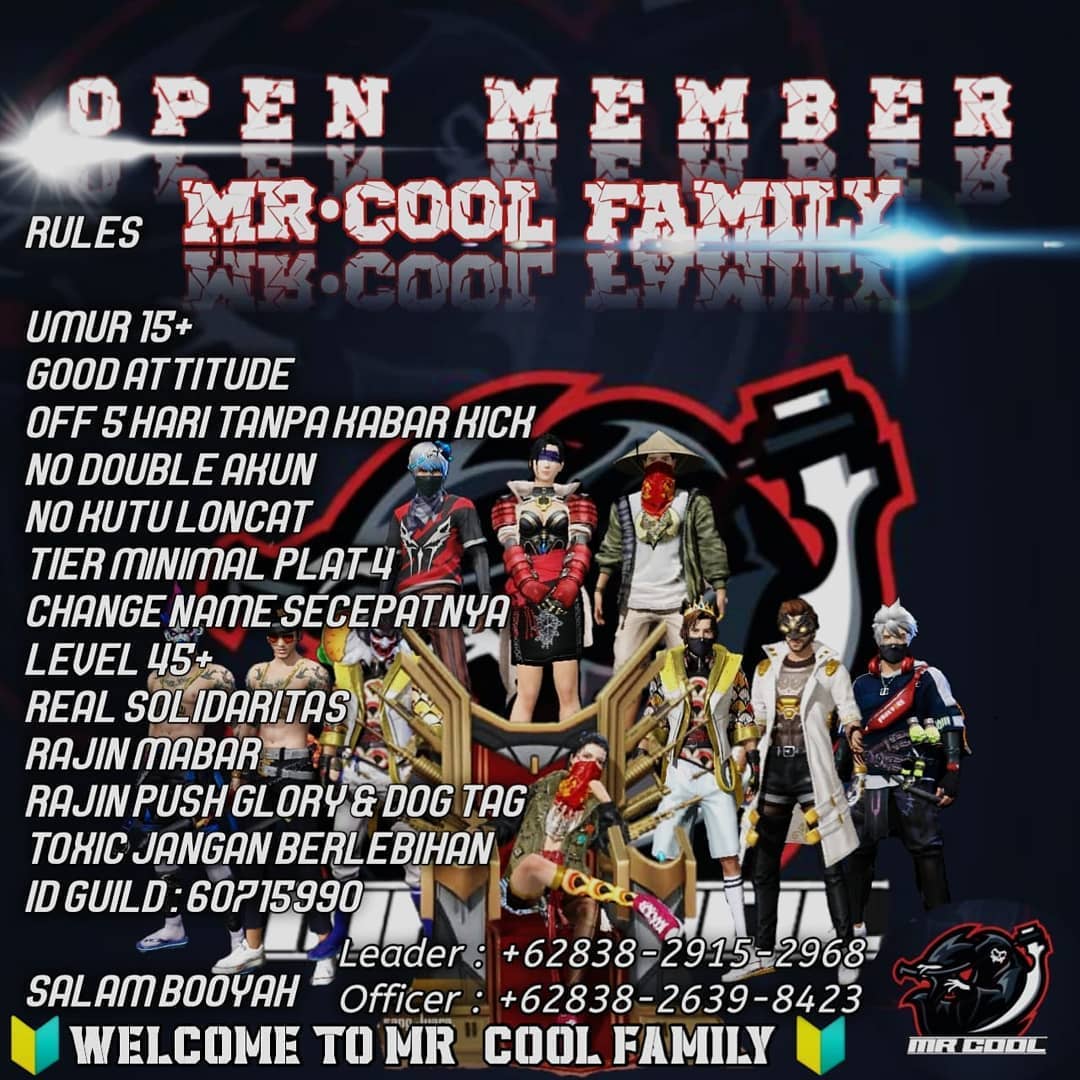 OPEN MEMBER
MR•COOL FAMILY
RULES
UMUR 15+
GOOD ATTITUDE
OFF 5 HARI TANPA KABAR KICK
NO DOUBLE AKUN
NO KUTU LONCAT
TIER MINIMAL PLAT 4
CHANGE NAME SECEPATNYA
LEVEL 45+
REAL SOLIDARITAS
RAJIN MABAR
RAJIN PUSH GLORY & DOG TAG
TOXIC JANGAN BERLEBIHAN
ID GUILD : 60715990
Leader : +62838-2915-2968
Officer : +62838-2639-8423
SALAM BOOYAH
WELCOME TO MR COOL FAMILY
MR COOL